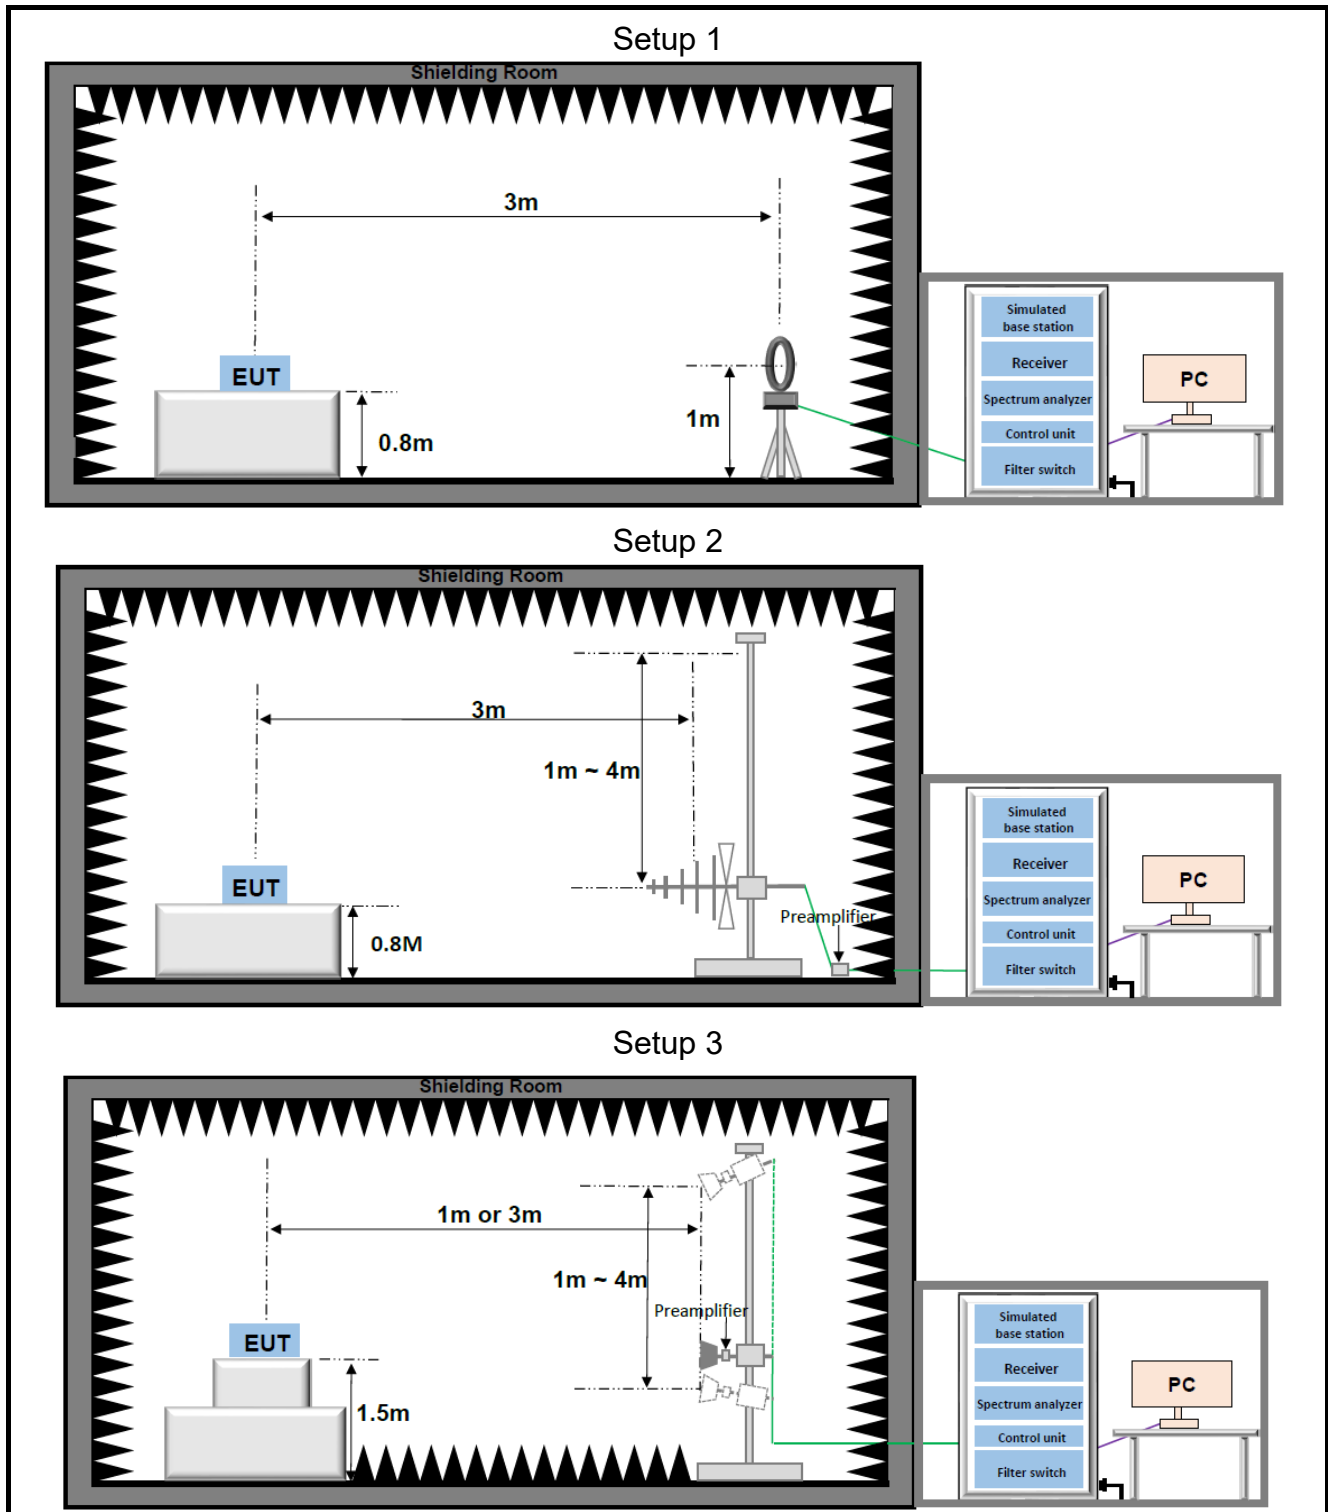 Setup 1
Shielding Room
3m
EUT
0.8m
1m
Simulated
base station
Receiver
Spectrum analyzer
Control unit
Filter switch
PC
Setup 2
Shielding Room
3m
1m ~ 4m
EUT
0.8M
Preamplifier
Simulated
base station
Receiver
Spectrum analyzer
Control unit
Filter switch
PC
Setup 3
Shielding Room
1m or 3m
1m ~ 4m
Preamplifier
EUT
1.5m
Simulated
base station
Receiver
Spectrum analyzer
Control unit
Filter switch
PC